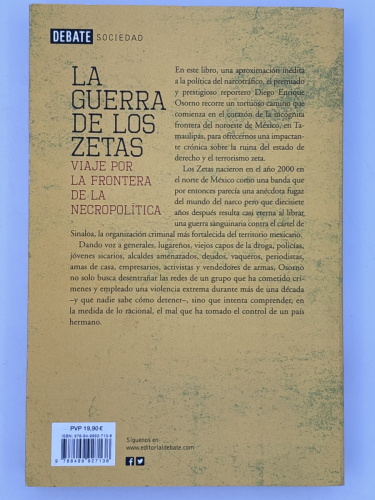 DEBATE SOCIEDAD
LA
GUERRA
DE LOS
ZETAS
VIAJE POR
LA FRONTERA
DE LA
NECROPOLÍTICA
En este libro, una aproximación inédita
a la política del narcotráfico, el premiado
y prestigioso reportero Diego Enrique
Osorno recorre un tortuoso camino que
comienza en el corazón de la incógnita
frontera del noroeste de México, en Ta-
maulipas, para ofrecernos una impactan-
te crónica sobre la ruina del estado de
derecho y el terrorismo zeta.
Los Zetas nacieron en el año 2000 en
el norte de México como una banda que
por entonces parecía una anécdota fugaz
del mundo del narco pero que diecisiete
años después resulta casi eterna al librar
una guerra sanguinaria contra el cártel de
Sinaloa, la organización criminal más fortalecida del territorio mexicano.
Dando voz a generales, lugareños, viejos capos de la droga, policías,
jóvenes sicarios, alcaldes amenazados, deudos, vaqueros, periodistas,
amas de casa, empresarios, activistas y vendedores de armas, Osorno
no solo busca desentrañar las redes de un grupo que ha cometido crí-
menes y empleado una violencia extrema durante más de una década
–y que nadie sabe cómo detener–, sino que intenta comprender, en
la medida de lo racional, el mal que ha tomado el control de un país
hermano.
PVP 19,90 €
ISBN: 978-84-9992-713-8
9 788499 927138
Síguenos en:
www.editorialdebate.com